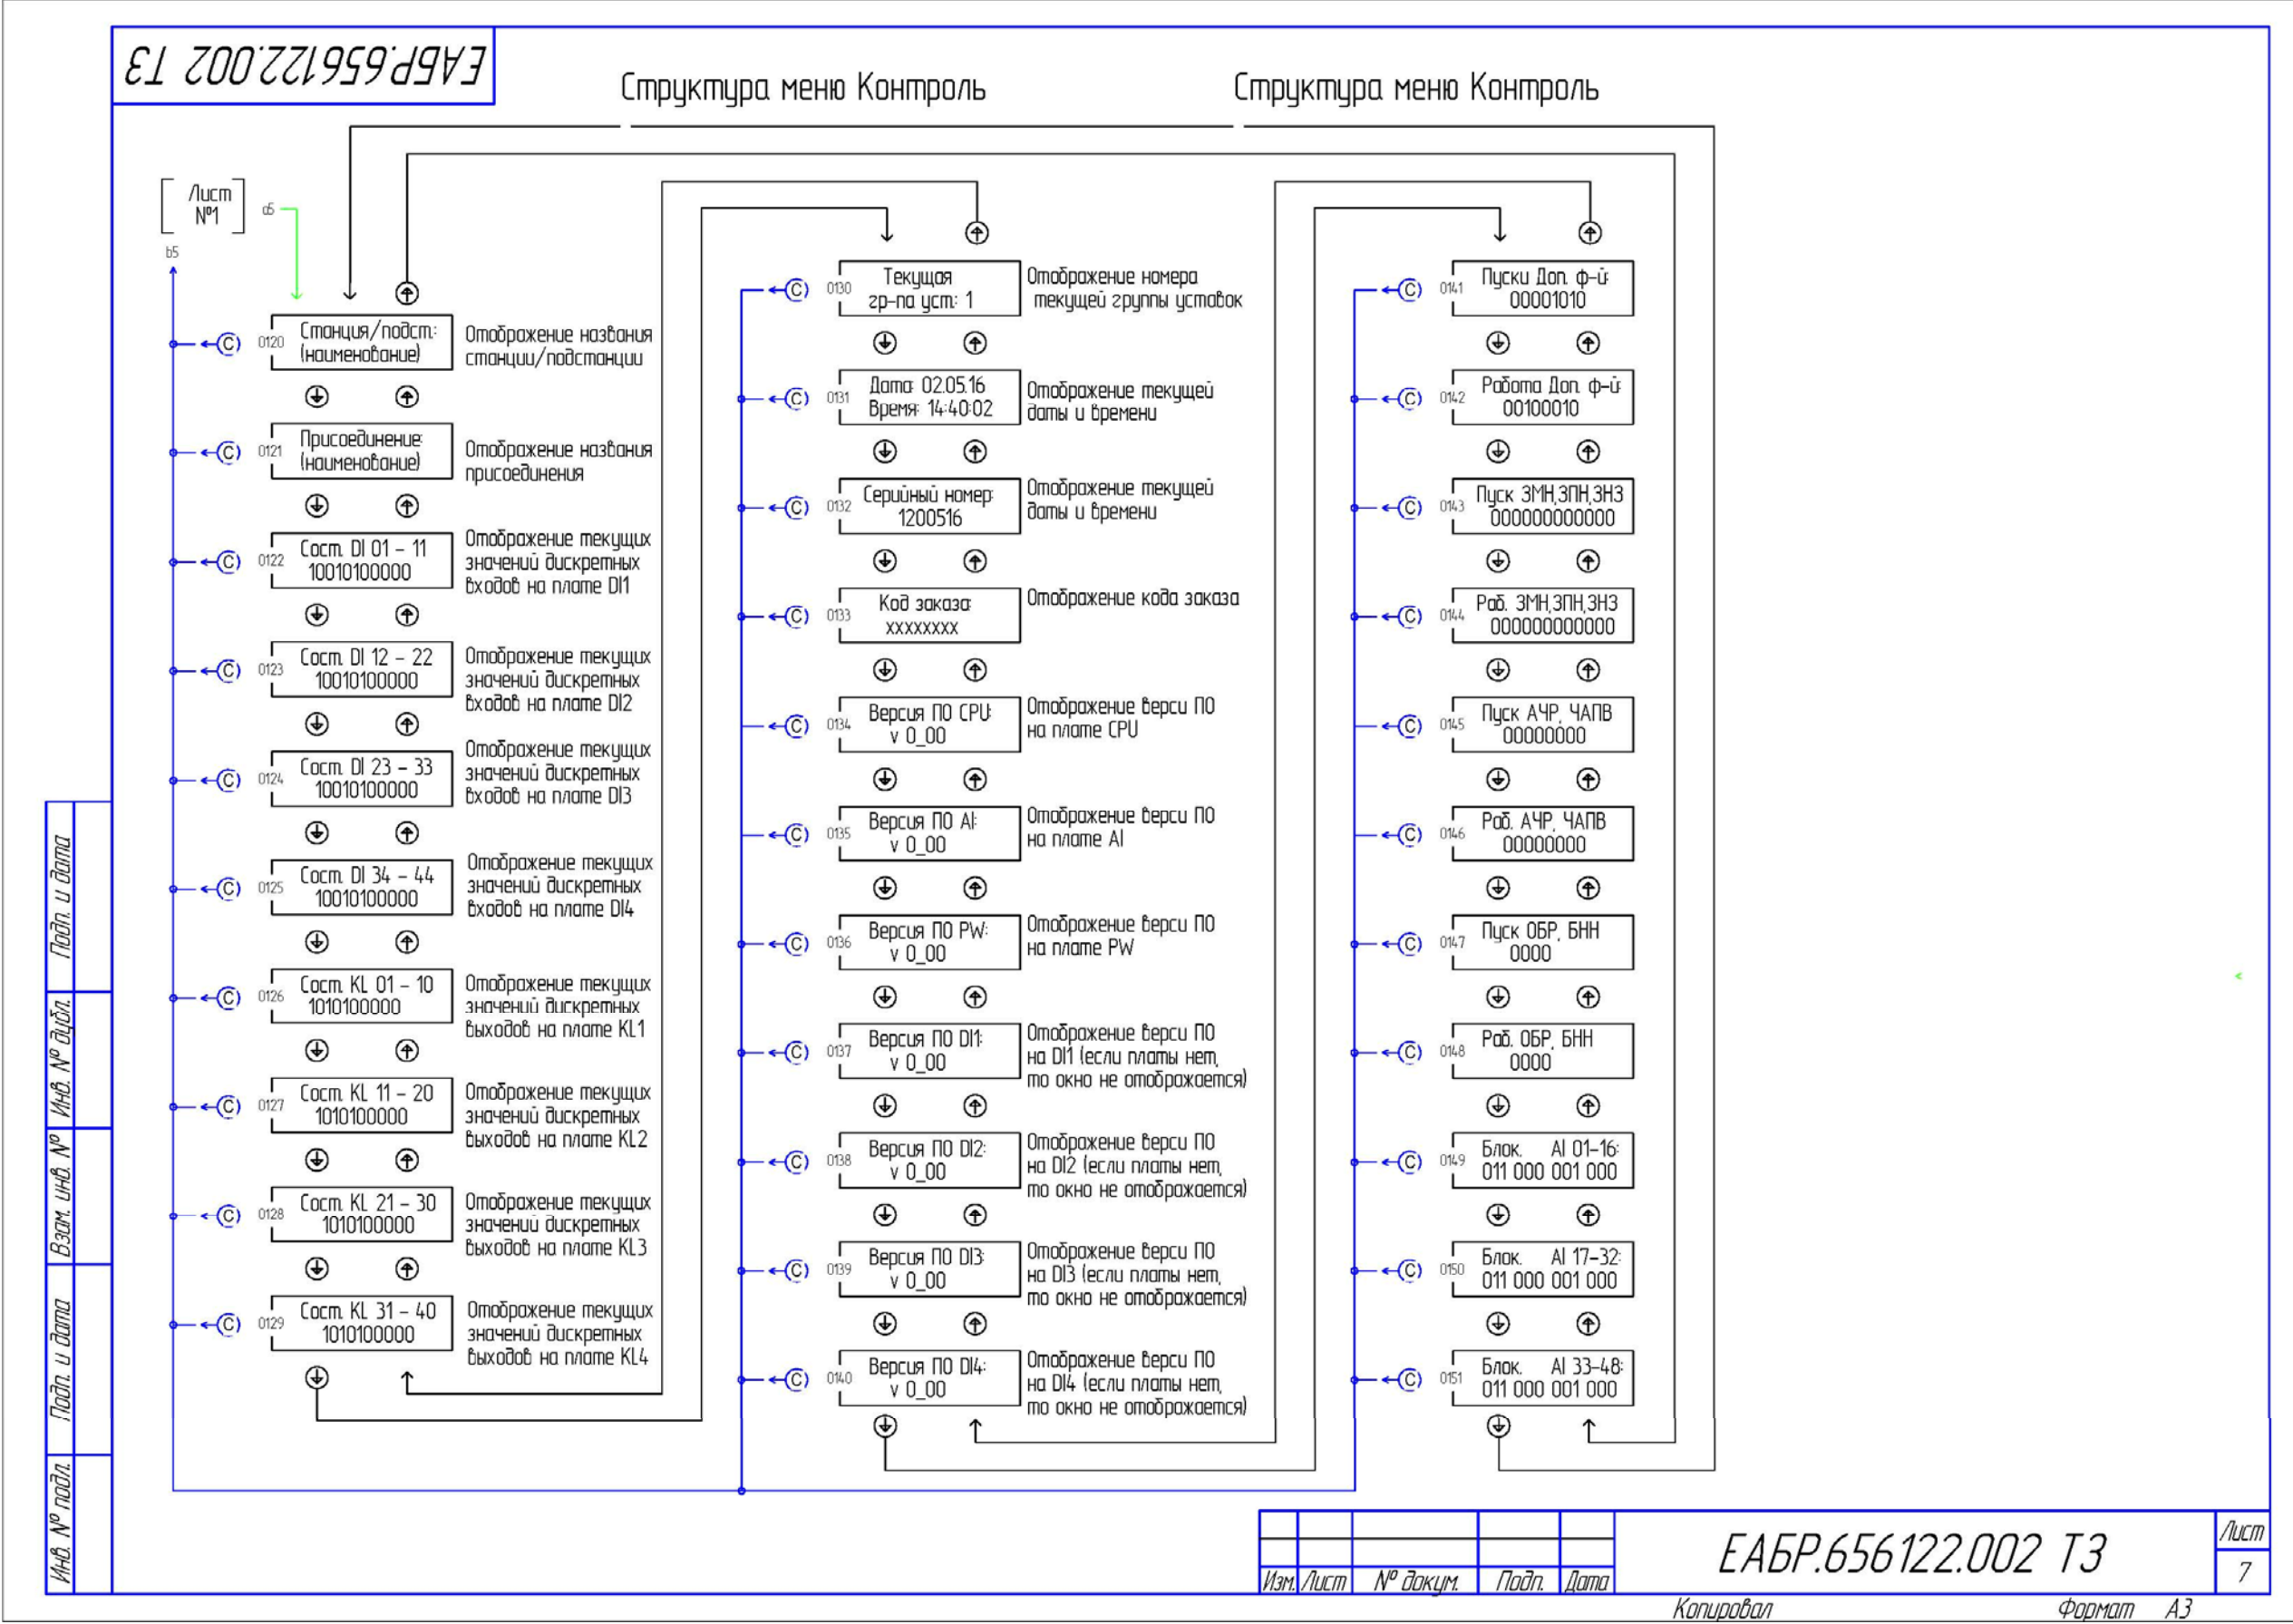 ЕАБР.656122.002 ТЗ
Структура меню Контроль
Структура меню Контроль
Лист
№1
а5
b5
C
0120
Станция/подст.:
(наименование)
Отображение названия
станции/подстанции
C
0121
Присоединение:
(наименование)
Отображение названия
присоединения
C
0122
Сост. DI 01 - 11
10010100000
Отображение текущих
значений дискретных
входов на плате DI1
C
0123
Сост. DI 12 - 22
10010100000
Отображение текущих
значений дискретных
входов на плате DI2
C
0124
Сост. DI 23 - 33
10010100000
Отображение текущих
значений дискретных
входов на плате DI3
C
0125
Сост. DI 34 - 44
10010100000
Отображение текущих
значений дискретных
входов на плате DI4
C
0126
Сост. KL 01 - 10
1010100000
Отображение текущих
значений дискретных
выходов на плате KL1
C
0127
Сост. KL 11 - 20
1010100000
Отображение текущих
значений дискретных
выходов на плате KL2
C
0128
Сост. KL 21 - 30
1010100000
Отображение текущих
значений дискретных
выходов на плате KL3
C
0129
Сост. KL 31 - 40
1010100000
Отображение текущих
значений дискретных
выходов на плате KL4
C
0130
Текущая
гр-па уст.: 1
Отображение номера
текущей группы уставок
C
0131
Дата: 02.05.16
Время: 14:40:02
Отображение текущей
даты и времени
C
0132
Серийный номер:
1200516
Отображение текущей
даты и времени
C
0133
Код заказа:
XXXXXXXX
Отображение кода заказа
C
0134
Версия ПО CPU:
v 0_00
Отображение верси ПО
на плате CPU
C
0135
Версия ПО AI:
v 0_00
Отображение верси ПО
на плате AI
C
0136
Версия ПО PW:
v 0_00
Отображение верси ПО
на плате PW
C
0137
Версия ПО DI1:
v 0_00
Отображение верси ПО
на DI1 (если платы нет,
то окно не отображается)
C
0138
Версия ПО DI2:
v 0_00
Отображение верси ПО
на DI2 (если платы нет,
то окно не отображается)
C
0139
Версия ПО DI3:
v 0_00
Отображение верси ПО
на DI3 (если платы нет,
то окно не отображается)
C
0140
Версия ПО DI4:
v 0_00
Отображение верси ПО
на DI4 (если платы нет,
то окно не отображается)
C
0141
Пуски Доп. ф-й:
00001010
C
0142
Работа Доп. ф-й:
00100010
C
0143
Пуск ЗМН,ЗПН,ЗНЗ
000000000000
C
0144
Раб. ЗМН,ЗПН,ЗНЗ
000000000000
C
0145
Пуск АЧР, ЧАПВ
00000000
C
0146
Раб. АЧР, ЧАПВ
00000000
C
0147
Пуск ОБР, БНН
0000
C
0148
Раб. ОБР, БНН
0000
C
0149
Блок. AI 01-16:
011 000 001 000
C
0150
Блок. AI 17-32:
011 000 001 000
C
0151
Блок. AI 33-48:
011 000 001 000
Подп. и дата
Инв. № дубл.
Взам. инв. №
Подп. и дата
Инв. № подл.
Изм. Лист № докум. Подп. Дата
ЕАБР.656122.002 ТЗ
Лист
7
Копировал
Формат А3